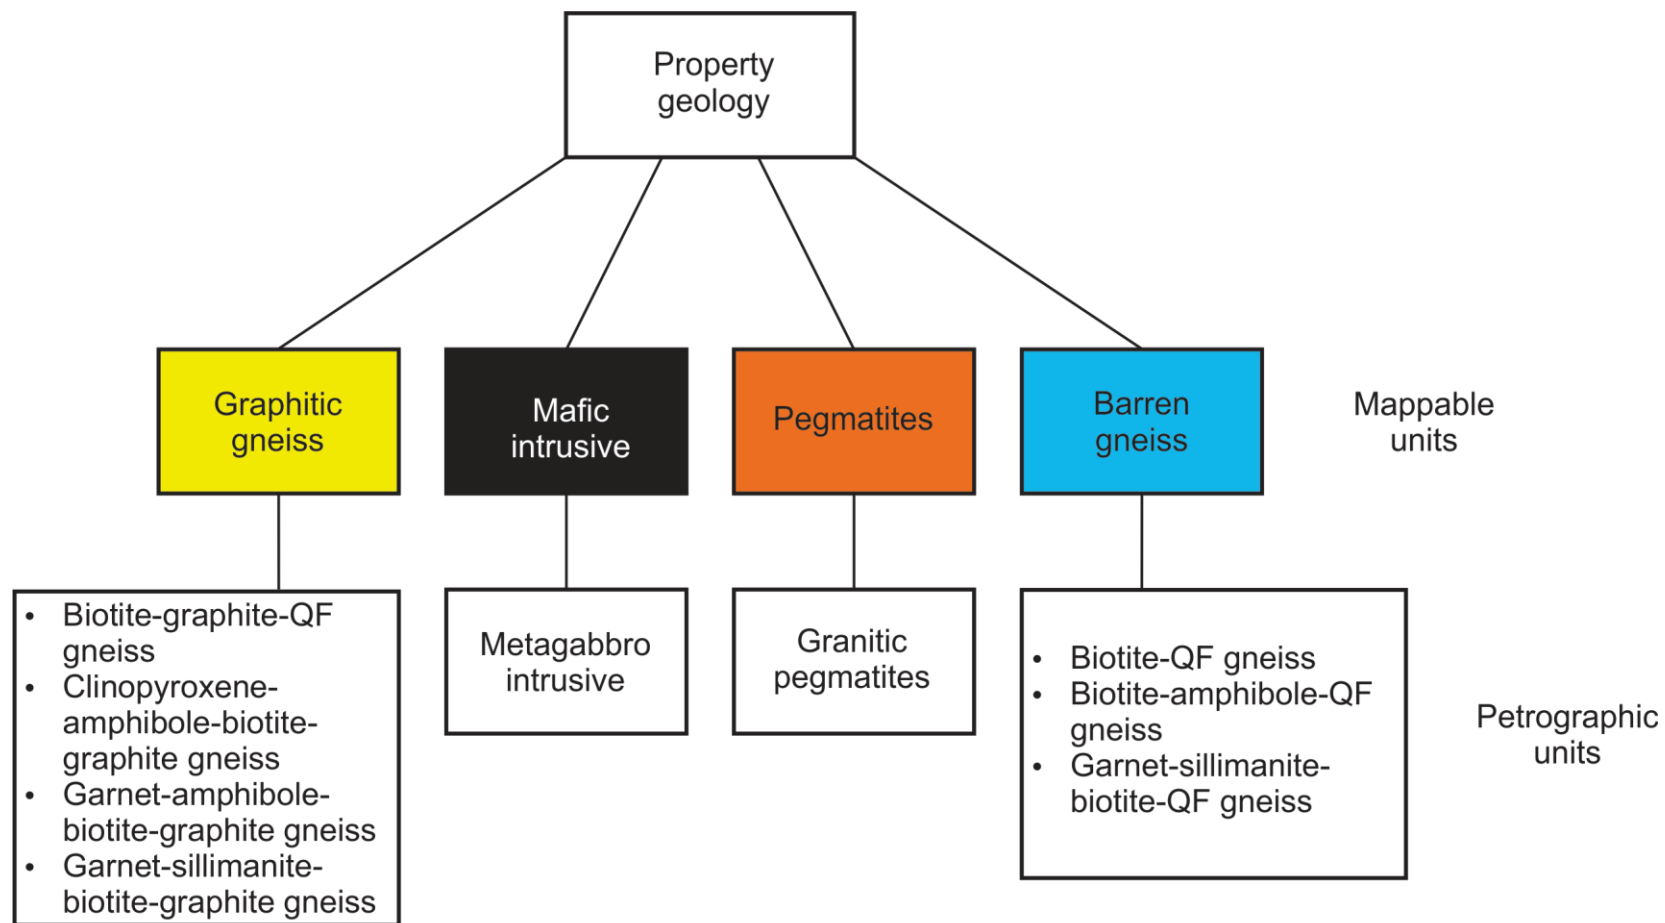 Property
geology
Graphitic
gneiss
Mafic
intrusive
Pegmatites
Barren
gneiss
Mappable
units
• Biotite-graphite-QF
gneiss
• Clinopyroxene-
amphibole-biotite-
graphite gneiss
• Garnet-amphibole-
biotite-graphite gneiss
• Garnet-sillimanite-
biotite-graphite gneiss
Metagabbro
intrusive
Granitic
pegmatites
• Biotite-QF gneiss
• Biotite-amphibole-QF
gneiss
• Garnet-sillimanite-
biotite-QF gneiss
Petrographic
units